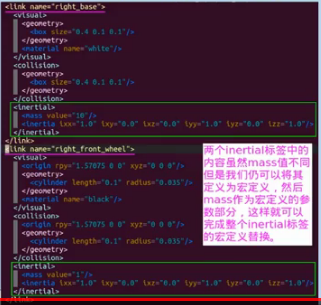 <link name="right_base">
<visual>
<geometry>
<box size="0.4 0.1 0.1"/>
</geometry>
<material name="white"/>
</visual>
<collision>
<geometry>
<box size="0.4 0.1 0.1"/>
</geometry>
</collision>
<inertial>
<mass value="10"/>
<inertia ixx="1.0" ixy="0.0" ixz="0.0" iyy="1.0" iyz="0.0" izz="1.0"/>
</inertial>
</link>
<link name="right_front_wheel">
<visual>
<origin rpy="1.57075 0 0" xyz="0 0 0"/>
<geometry>
<cylinder length="0.1" radius="0.035"/>
</geometry>
<material name="black"/>
</visual>
<collision>
<origin rpy="1.57075 0 0" xyz="0 0 0"/>
<geometry>
<cylinder length="0.1" radius="0.035"/>
</geometry>
</collision>
<inertial>
<mass value="1"/>
<inertia ixx="1.0" ixy="0.0" ixz="0.0" iyy="1.0" iyz="0.0" izz="1.0"/>
</inertial>
两个inertial标签中的
内容虽然mass值不同
但是我们仍可以将其
定义为宏定义，然后
mass作为宏定义的参
数部分，这样就可以
完成整个inertial标签
的宏定义替换。